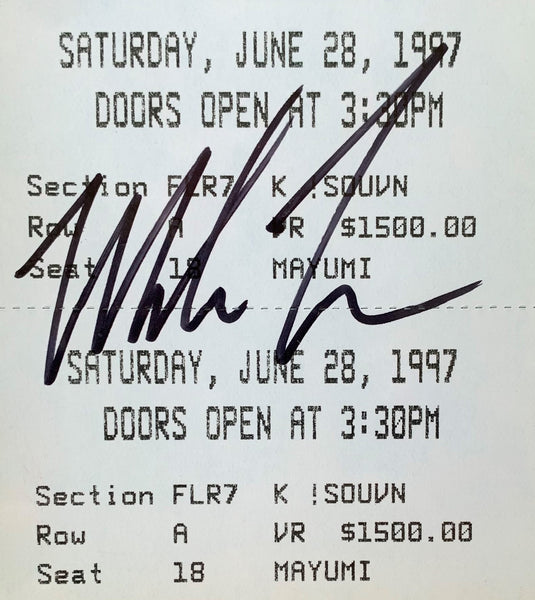 SATURDAY, JUNE 28, 1997
DOORS OPEN AT 3:30PM
Section FLR7 K !SOUVN
Row A VR $1500.00
Seat 18 MAYUMI
SATURDAY, JUNE 28, 1997
DOORS OPEN AT 3:30PM
Section FLR7 K !SOUVN
Row A VR $1500.00
Seat 18 MAYUMI